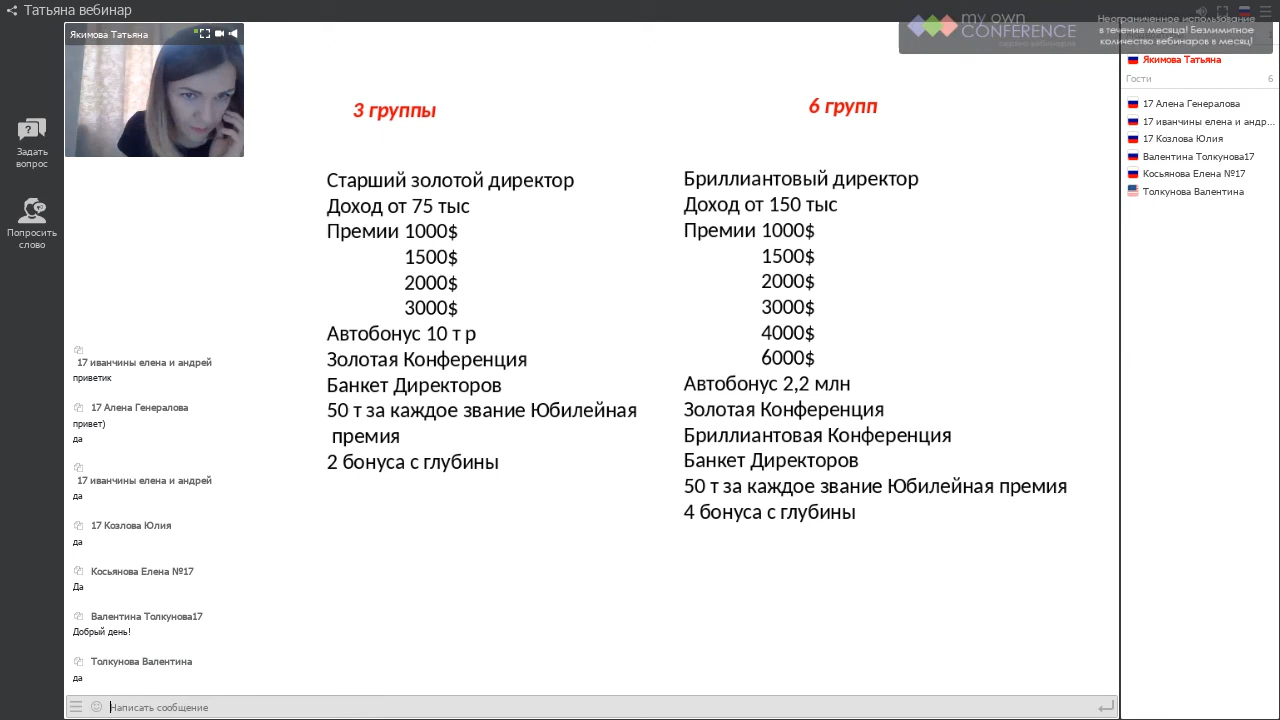 Татьяна вебинар
Якимова Татьяна
my own
CONFERENCE
Неограниченное использование
в течение месяца! Безлимитное
количество вебинаров в месяц!
Якимова Татьяна
Гости 6
17 Алена Генералова
17 иванчины елена и андр...
17 Козлова Юлия
Валентина Толкунова17
Косьянова Елена №17
Толкунова Валентина
Задать
вопрос
Попросить
слово
3 группы
Старший золотой директор
Доход от 75 тыс
Премии 1000$
1500$
2000$
3000$
Автобонус 10 т р
Золотая Конференция
Банкет Директоров
50 т за каждое звание Юбилейная
премия
2 бонуса с глубины
6 групп
Бриллиантовый директор
Доход от 150 тыс
Премии 1000$
1500$
2000$
3000$
4000$
6000$
Автобонус 2,2 млн
Золотая Конференция
Бриллиантовая Конференция
Банкет Директоров
50 т за каждое звание Юбилейная премия
4 бонуса с глубины
17 иванчины елена и андрей
приветик
17 Алена Генералова
привет)
да
17 иванчины елена и андрей
да
17 Козлова Юлия
да
Косьянова Елена №17
Да
Валентина Толкунова17
Добрый день!
Толкунова Валентина
да
Написать сообщение